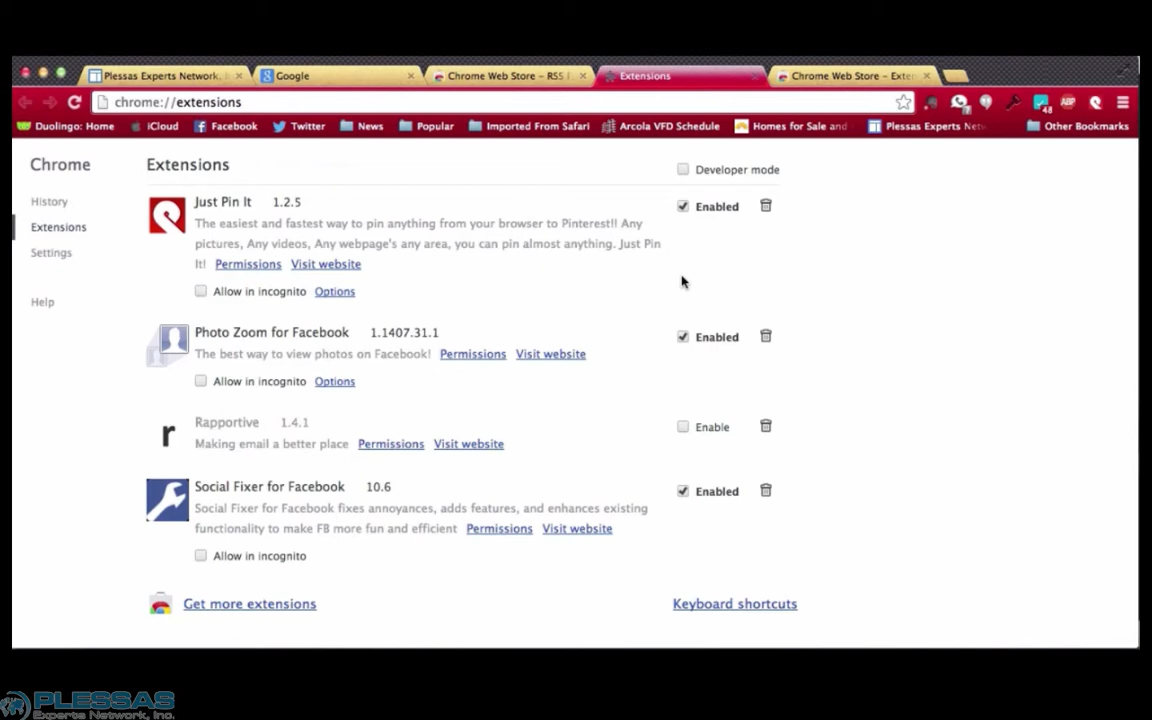 Plessas Experts Network,
Google
Chrome Web Store – RSS
Extensions
Chrome Web Store – Exten
chrome://extensions
7
48
ABP
Duolingo: Home
iCloud
Facebook
Twitter
News
Popular
Imported From Safari
Arcola VFD Schedule
Homes for Sale and
Plessas Experts Netw
Other Bookmarks
Chrome
Extensions
Developer mode
History
Extensions
Settings
Help
Just Pin It 1.2.5
Enabled
The easiest and fastest way to pin anything from your browser to Pinterest!! Any
pictures, Any videos, Any webpage's any area, you can pin almost anything. Just Pin
It! Permissions Visit website
Allow in incognito Options
Photo Zoom for Facebook 1.1407.31.1
Enabled
The best way to view photos on Facebook! Permissions Visit website
Allow in incognito Options
r
Rapportive 1.4.1
Enable
Making email a better place Permissions Visit website
Social Fixer for Facebook 10.6
Enabled
Social Fixer for Facebook fixes annoyances, adds features, and enhances existing
functionality to make FB more fun and efficient Permissions Visit website
Allow in incognito
Get more extensions
Keyboard shortcuts
PLESSAS
Experts Network, Inc.